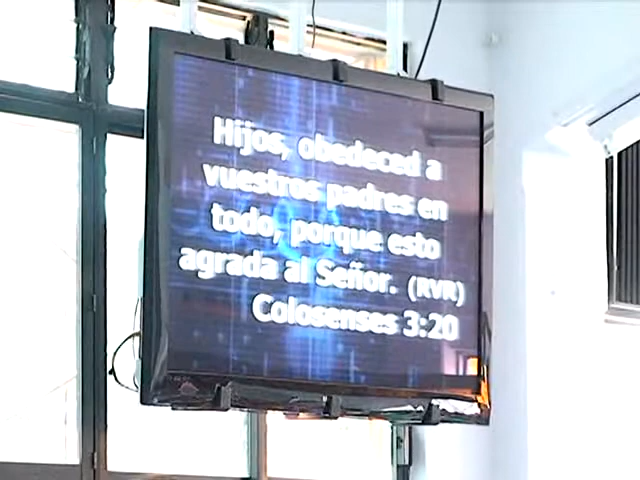 Hijos, obedeced a
vuestros padres en
todo, porque esto
agrada al Señor. (RVR)
Colosenses 3:20